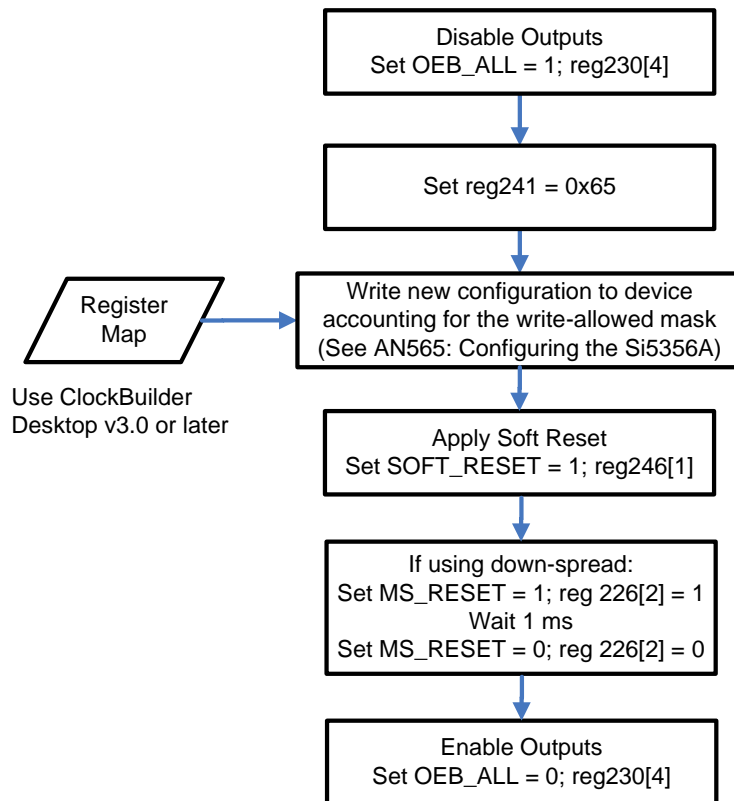 Disable Outputs
Set OEB_ALL = 1; reg230[4]
Set reg241 = 0x65
Register
Map
Use ClockBuilder
Desktop v3.0 or later
Write new configuration to device
accounting for the write-allowed mask
(See AN565: Configuring the Si5356A)
Apply Soft Reset
Set SOFT_RESET = 1; reg246[1]
If using down-spread:
Set MS_RESET = 1; reg 226[2] = 1
Wait 1 ms
Set MS_RESET = 0; reg 226[2] = 0
Enable Outputs
Set OEB_ALL = 0; reg230[4]